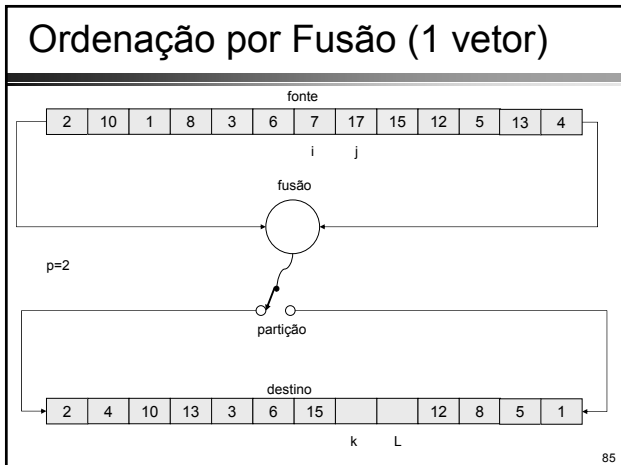 Ordenação por Fusão (1 vetor)
fonte
2 10 1 8 3 6 7 17 15 12 5 13 4
i j
fusão
p=2
partição
destino
2 4 10 13 3 6 15 12 8 5 1
k L
85